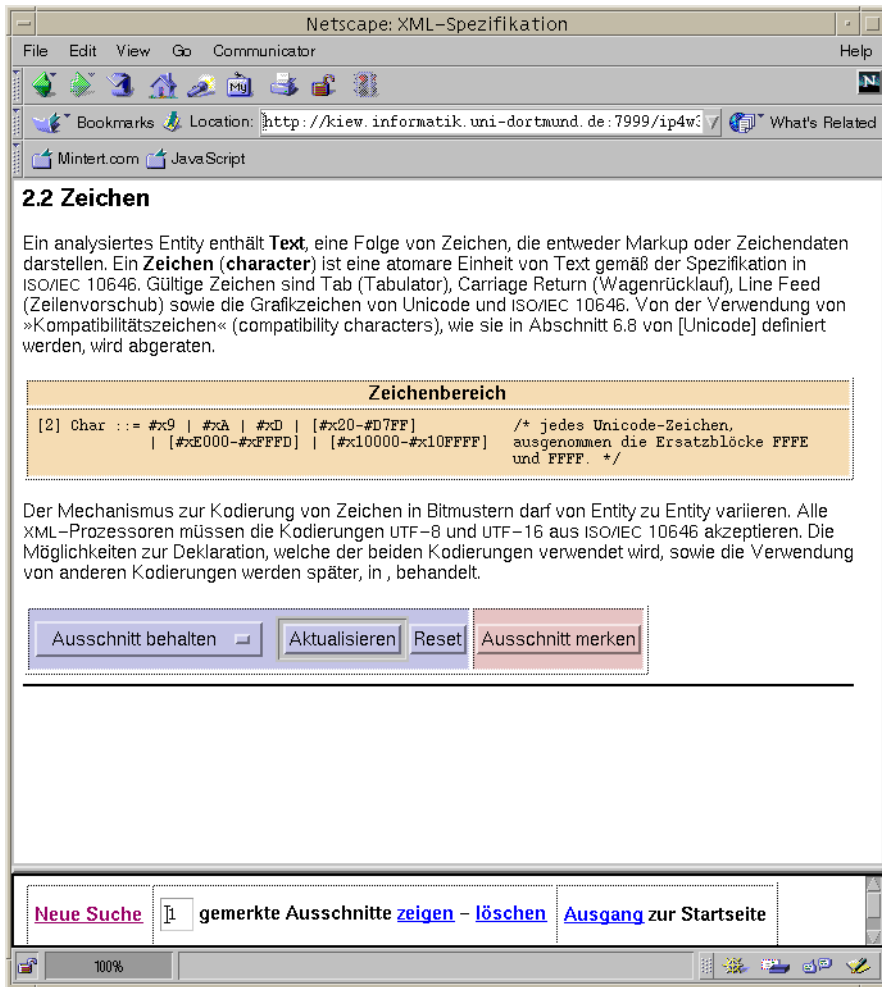 Netscape: XML–Spezifikation
File Edit View Go Communicator Help
My N
Bookmarks Location: http://kiew.informatik.uni-dortmund.de:7999/ip4w3 What's Related
Mintert.com JavaScript
2.2 Zeichen
Ein analysiertes Entity enthält Text, eine Folge von Zeichen, die entweder Markup oder Zeichendaten
darstellen. Ein Zeichen (character) ist eine atomare Einheit von Text gemäß der Spezifikation in
ISO/IEC 10646. Gültige Zeichen sind Tab (Tabulator), Carriage Return (Wagenrücklauf), Line Feed
(Zeilenvorschub) sowie die Grafikzeichen von Unicode und ISO/IEC 10646. Von der Verwendung von
»Kompatibilitätszeichen« (compatibility characters), wie sie in Abschnitt 6.8 von [Unicode] definiert
werden, wird abgeraten.
Zeichenbereich
[2] Char ::= #x9 | #xA | #xD | [#x20-#D7FF] /* jedes Unicode-Zeichen,
| [#xE000-#xFFFD] | [#x10000-#x10FFFF] ausgenommen die Ersatzblöcke FFFE
und FFFF. */
Der Mechanismus zur Kodierung von Zeichen in Bitmustern darf von Entity zu Entity variieren. Alle
XML–Prozessoren müssen die Kodierungen UTF–8 und UTF–16 aus ISO/IEC 10646 akzeptieren. Die
Möglichkeiten zur Deklaration, welche der beiden Kodierungen verwendet wird, sowie die Verwendung
von anderen Kodierungen werden später, in , behandelt.
Ausschnitt behalten Aktualisieren Reset Ausschnitt merken
Neue Suche 1 gemerkte Ausschnitte zeigen – löschen Ausgang zur Startseite
100%